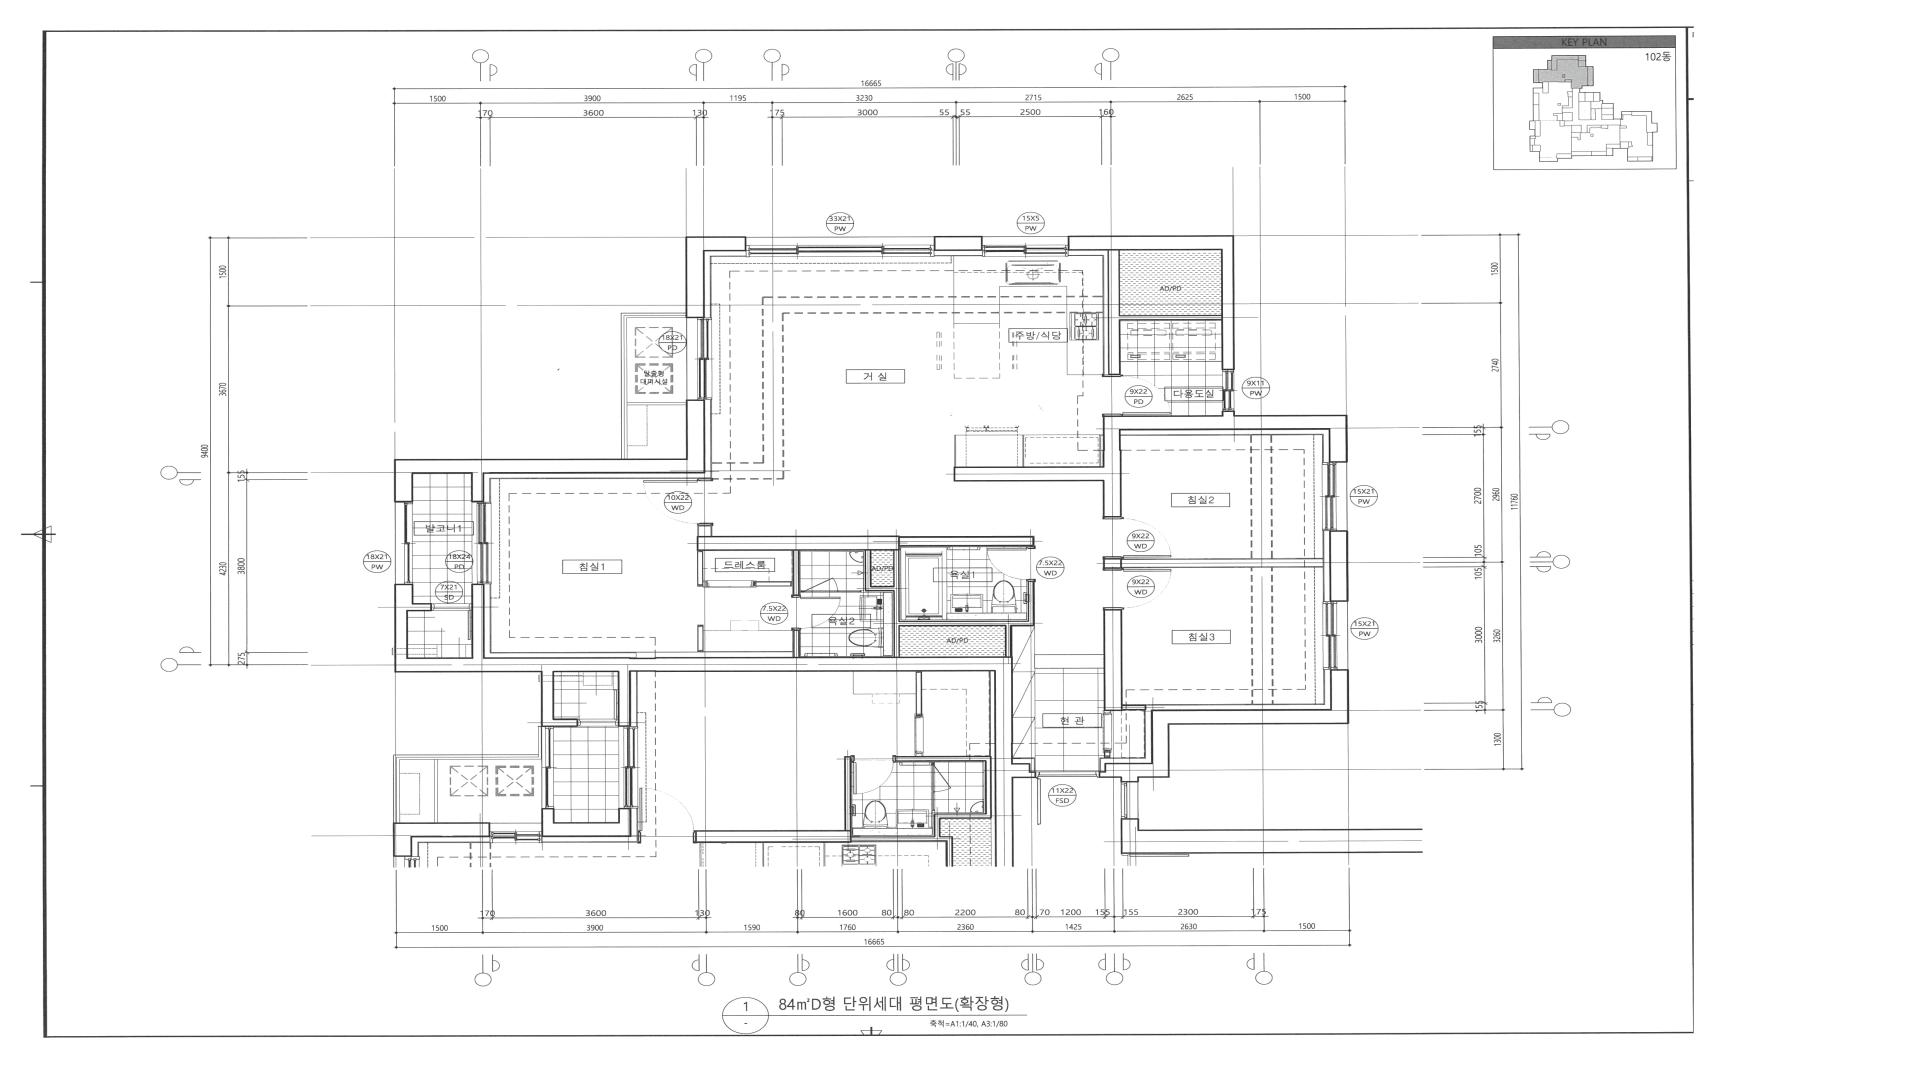 KEY PLAN
102동
16665
1500 3900 1195 3230 2715 2625 1500
170 3600 130 175 3000 55 55 2500 160
33X21
PW
15X5
PW
1500
3670
9400
155
4230
3800
275
1500
2740
155
2700
2960
11760
105
105
3000
3260
155
1300
AD/PD
18X21
PD
주방/식당
탈출형
대피시설
거 실
9X22
PD
다용도실
9X11
PW
10X22
WD
침실2
15X21
PW
발코니1
18X21
PW
18X24
PD
7X21
SD
침실1
드레스룸
AD/PD
욕실1
7.5X22
WD
9X22
WD
9X22
WD
7.5X22
WD
욕실2
AD/PD
침실3
15X21
PW
현 관
11X22
FSD
170 3600 130 80 1600 80 80 2200 80 70 1200 155 155 2300 175
1500 3900 1590 1760 2360 1425 2630 1500
16665
1
-
84㎡D형 단위세대 평면도(확장형)
축척=A1:1/40, A3:1/80